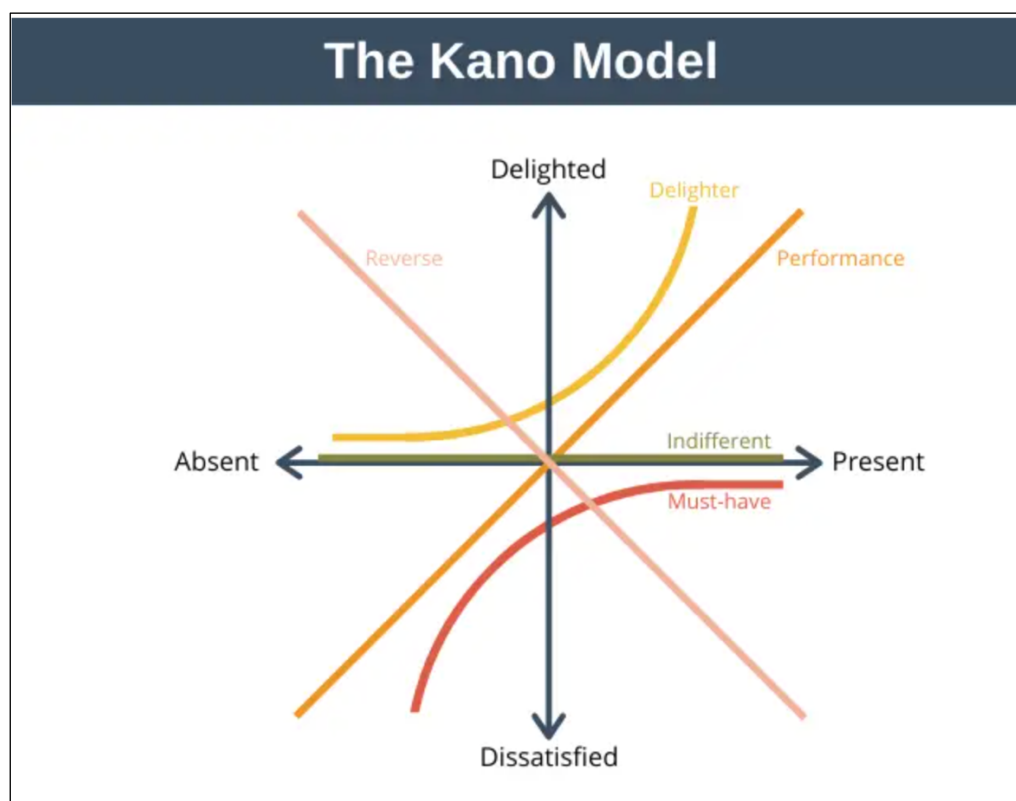 The Kano Model
Delighted
Delighter
Reverse
Performance
Indifferent
Absent
Present
Must-have
Dissatisfied